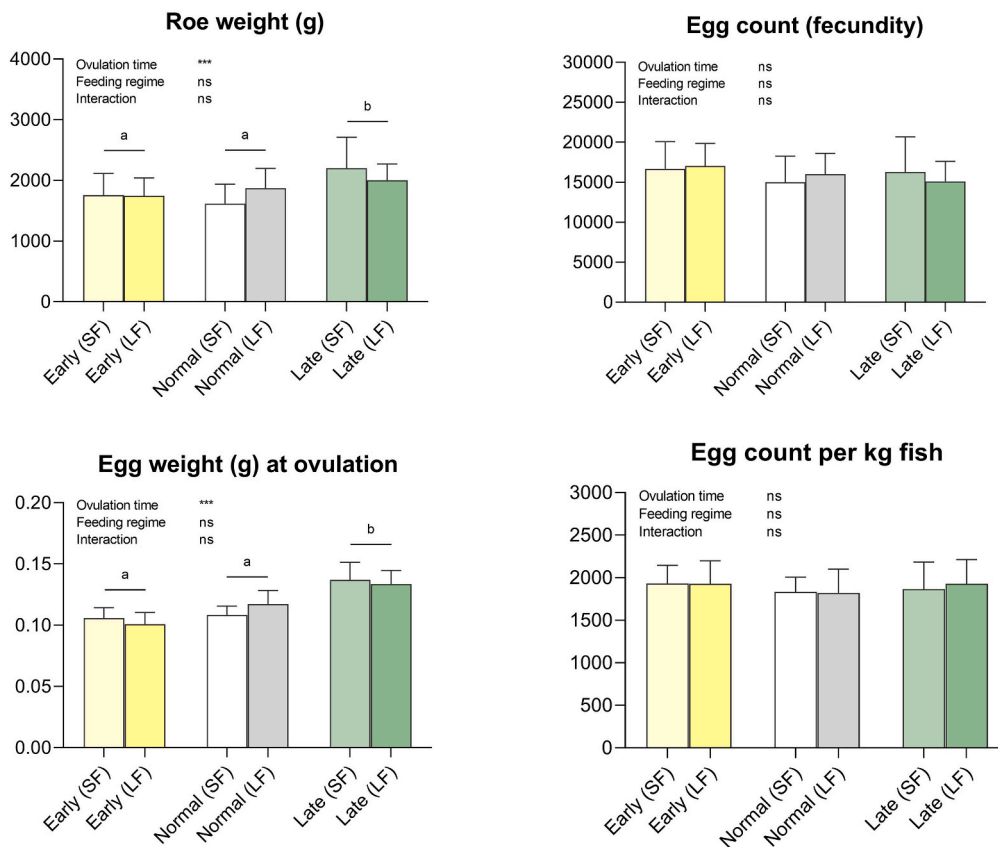 Roe weight (g)
4000
3000
2000
1000
0
Ovulation time ***
Feeding regime ns
Interaction ns
a
a
b
Early (SF)
Early (LF)
Normal (SF)
Normal (LF)
Late (SF)
Late (LF)
Egg count (fecundity)
30000
25000
20000
15000
10000
5000
0
Ovulation time ns
Feeding regime ns
Interaction ns
Early (SF)
Early (LF)
Normal (SF)
Normal (LF)
Late (SF)
Late (LF)
Egg weight (g) at ovulation
0.20
0.15
0.10
0.05
0.00
Ovulation time ***
Feeding regime ns
Interaction ns
a
a
b
Early (SF)
Early (LF)
Normal (SF)
Normal (LF)
Late (SF)
Late (LF)
Egg count per kg fish
3000
2500
2000
1500
1000
500
0
Ovulation time ns
Feeding regime ns
Interaction ns
Early (SF)
Early (LF)
Normal (SF)
Normal (LF)
Late (SF)
Late (LF)